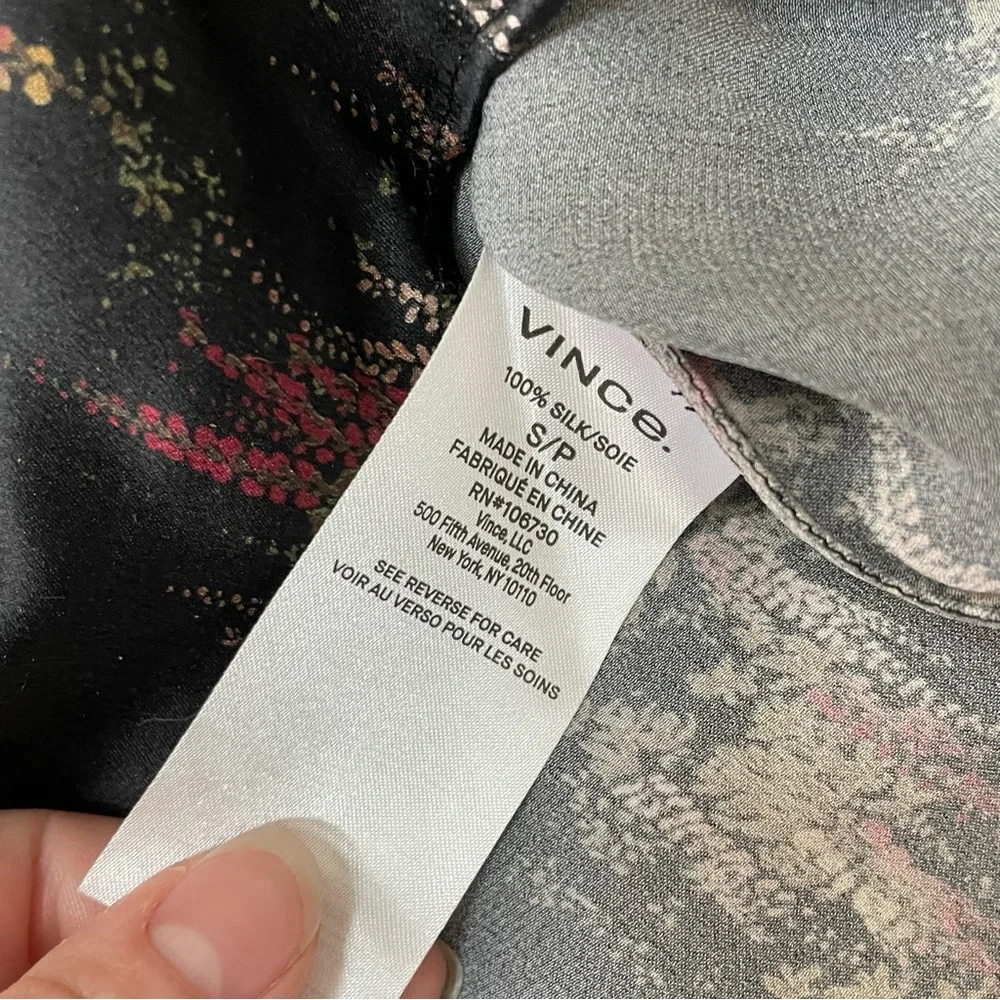 VINCE.
100% SILK/SOIE
S/P
MADE IN CHINA
FABRIQUÉ EN CHINE
RN#106730
Vince, LLC
500 Fifth Avenue, 20th Floor
New York, NY 10110
SEE REVERSE FOR CARE
VOIR AU VERSO POUR LES SOINS